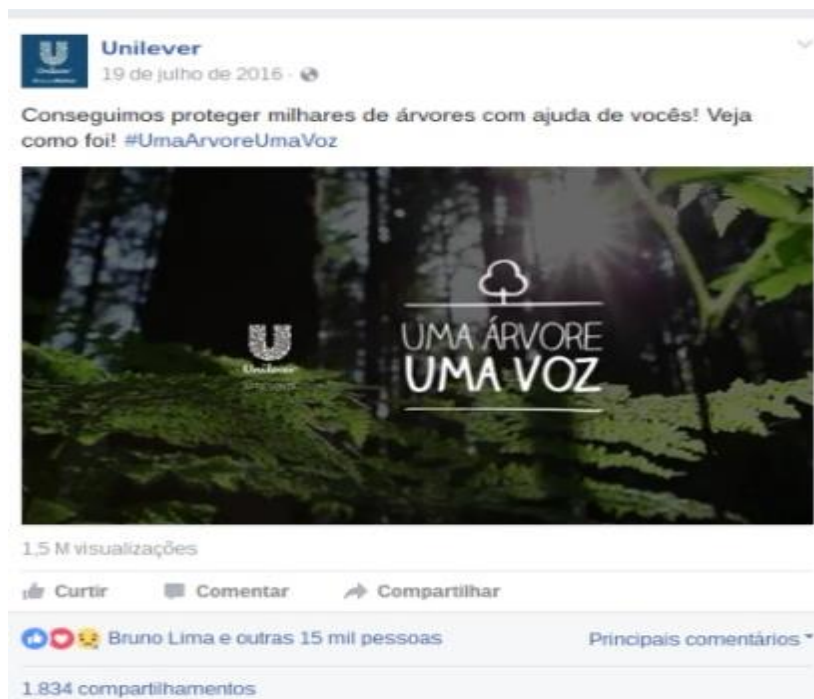 Unilever
19 de julho de 2016 ·
Conseguimos proteger milhares de árvores com ajuda de vocês! Veja
como foi! #UmaArvoreUmaVoz
Unilever
UMA ÁRVORE
UMA VOZ
1,5 M visualizações
Curtir Comentar Compartilhar
Bruno Lima e outras 15 mil pessoas Principais comentários
1.834 compartilhamentos